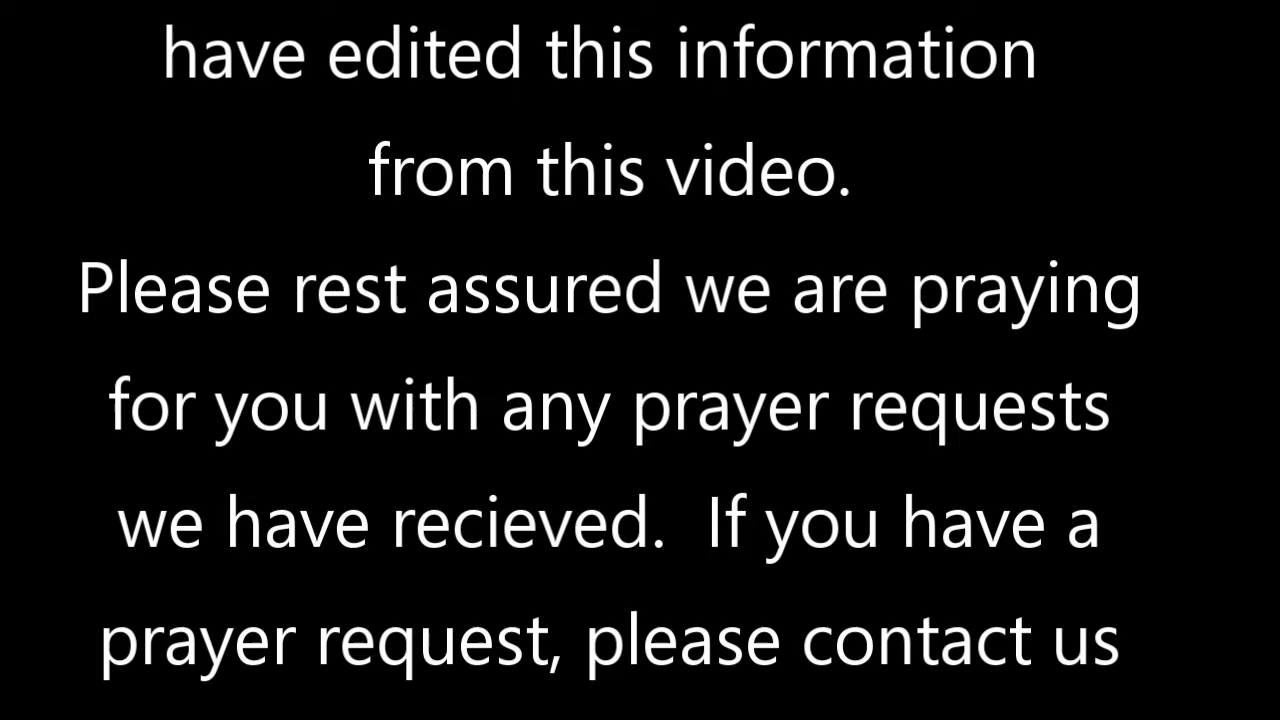 have edited this information
from this video.
Please rest assured we are praying
for you with any prayer requests
we have recieved.  If you have a
prayer request, please contact us